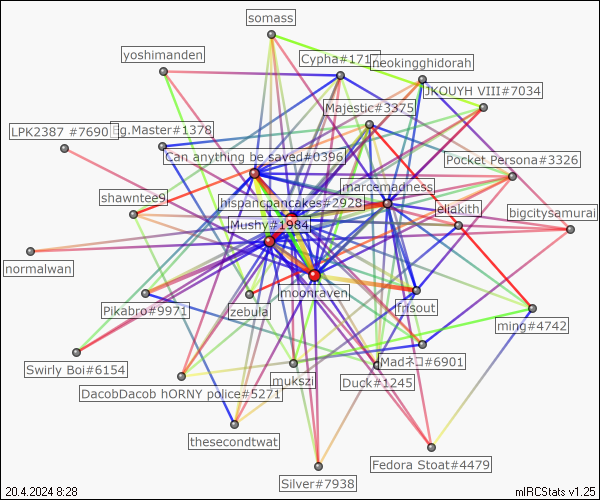 somass
yoshimanden
Cypha#171
neokingghidorah
JKOUYH VIII#7034
Majestic#3375
LPK2387 #7690
g.Master#1378
Can anything be saved#0396
Pocket Persona#3326
marcemadness
shawntee9
hispancpancakes#2928
eliakith
bigcitysamurai
Mushy#1984
normalwan
moonraven
Pikabro#9971
zebula
frisout
ming#4742
Swirly Boi#6154
Madネコ#6901
mukszi
Duck#1245
DacobDacob hORNY police#5271
thesecondtwat
Fedora Stoat#4479
Silver#7938
20.4.2024 8:28
mIRCStats v1.25